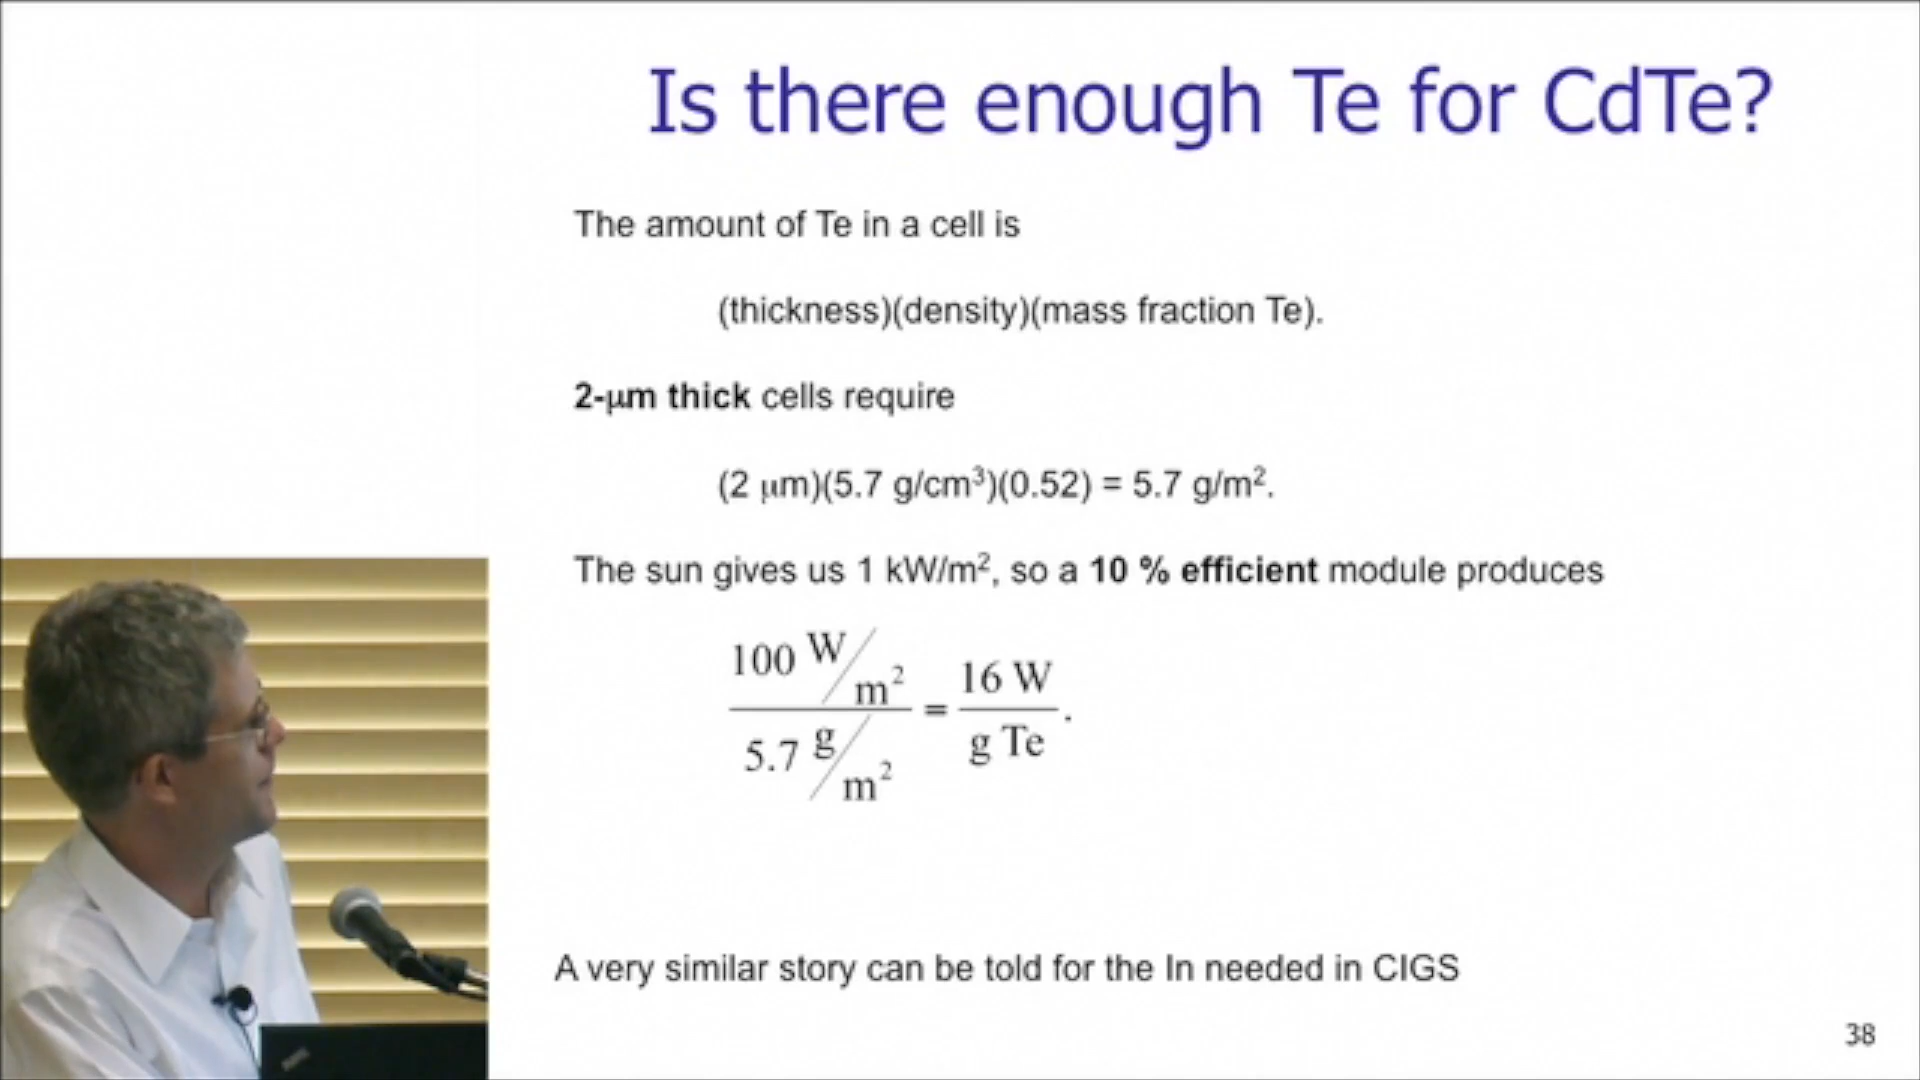 Is there enough Te for CdTe?
The amount of Te in a cell is
(thickness)(density)(mass fraction Te).
2-μm thick cells require
(2 μm)(5.7 g/cm³)(0.52) = 5.7 g/m².
The sun gives us 1 kW/m², so a 10 % efficient module produces
100 W/m² / 5.7 g/m² = 16 W / g Te .
A very similar story can be told for the In needed in CIGS
38